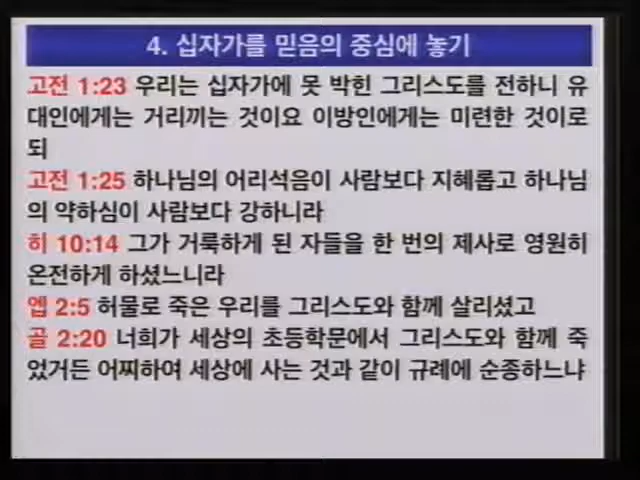 4. 십자가를 믿음의 중심에 놓기
고전 1:23 우리는 십자가에 못 박힌 그리스도를 전하니 유
대인에게는 거리끼는 것이요 이방인에게는 미련한 것이로
되
고전 1:25 하나님의 어리석음이 사람보다 지혜롭고 하나님
의 약하심이 사람보다 강하니라
히 10:14 그가 거룩하게 된 자들을 한 번의 제사로 영원히
온전하게 하셨느니라
엡 2:5 허물로 죽은 우리를 그리스도와 함께 살리셨고
골 2:20 너희가 세상의 초등학문에서 그리스도와 함께 죽
었거든 어찌하여 세상에 사는 것과 같이 규례에 순종하느냐